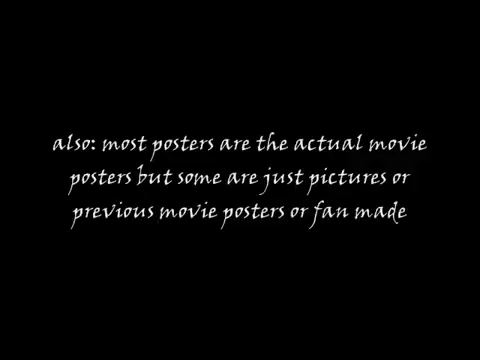 also: most posters are the actual movie
posters but some are just pictures or
previous movie posters or fan made